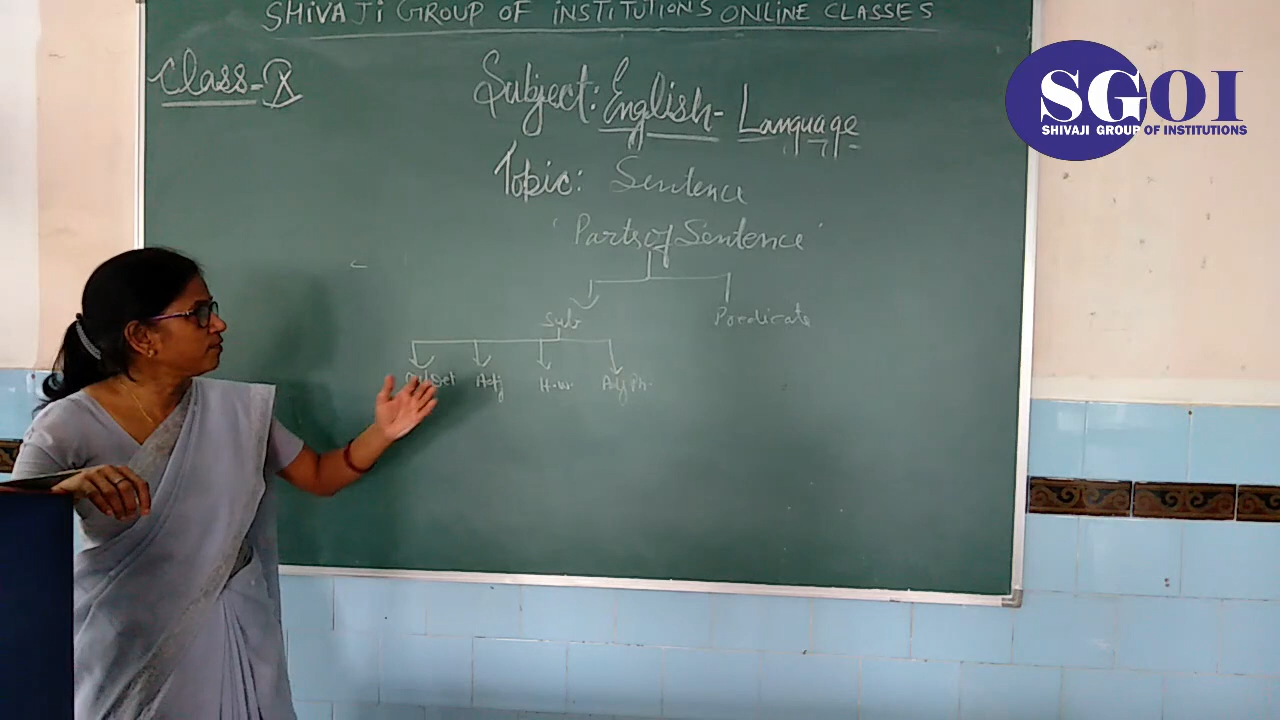 SHIVAJI GROUP OF INSTITUTIONS ONLINE CLASSES
Class-IX
Subject: English-Language
Topic: Sentence
'Parts of Sentence'
Sub Predicate
Adj H.W. Adj Ph.
SGOI
SHIVAJI GROUP OF INSTITUTIONS